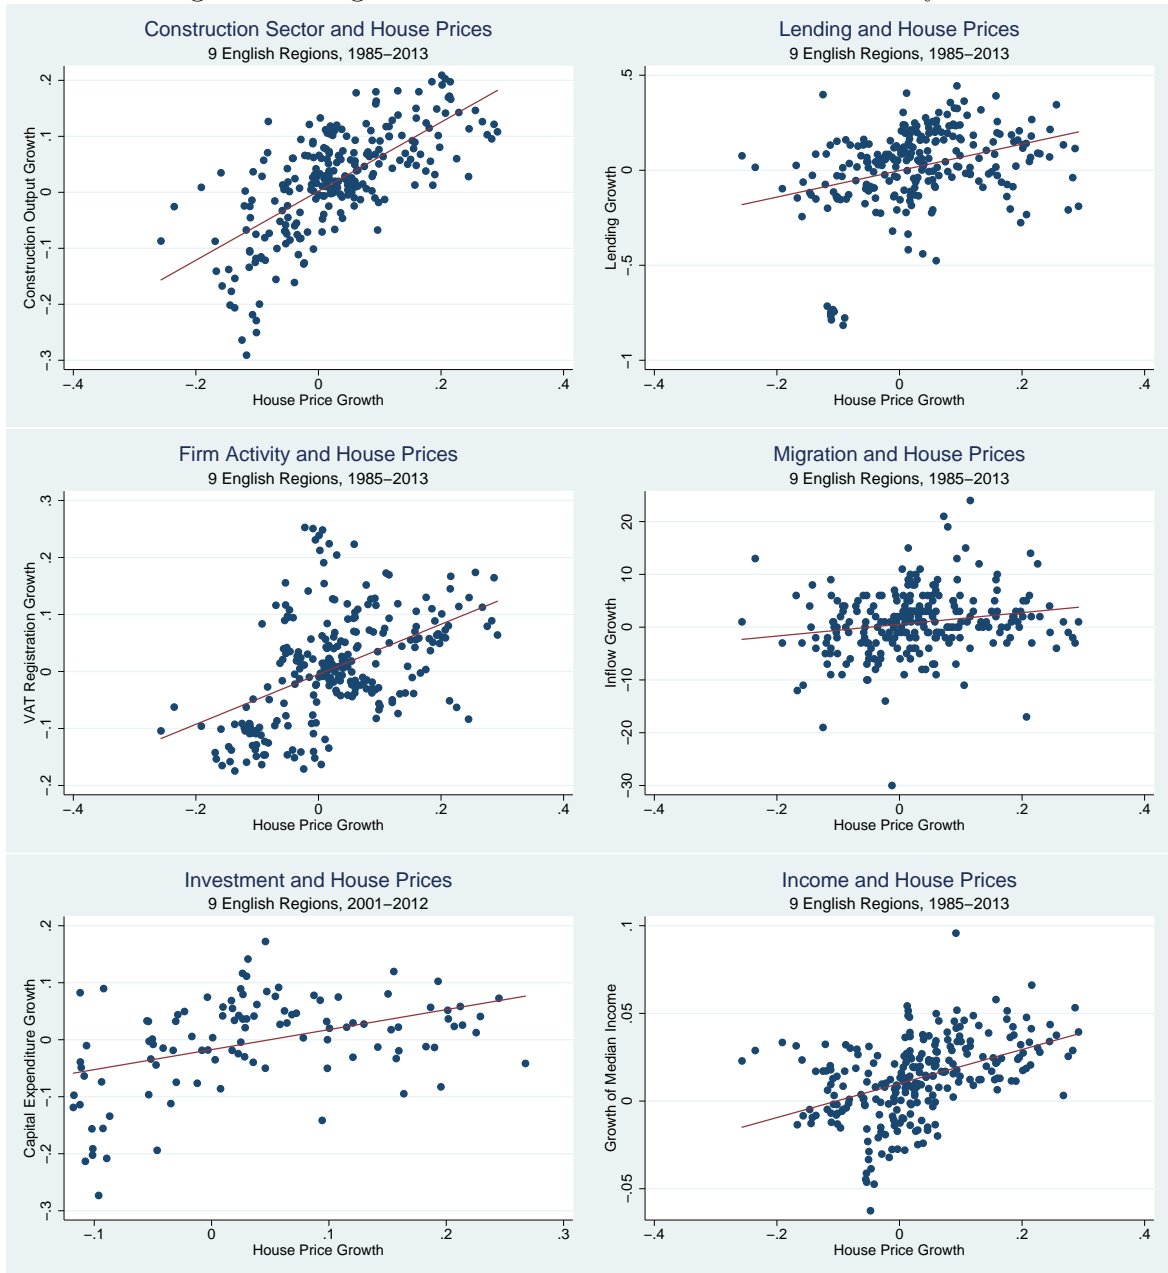 Construction Sector and House Prices
9 English Regions, 1985−2013
Construction Output Growth
.2
.1
0
−.1
−.2
−.3
−.4
−.2
0
.2
.4
House Price Growth
Lending and House Prices
9 English Regions, 1985−2013
Lending Growth
.5
0
−.5
−1
−.4
−.2
0
.2
.4
House Price Growth
Firm Activity and House Prices
9 English Regions, 1985−2013
VAT Registration Growth
.3
.2
.1
0
−.1
−.2
−.4
−.2
0
.2
.4
House Price Growth
Migration and House Prices
9 English Regions, 1985−2013
Inflow Growth
20
10
0
−10
−20
−30
−.4
−.2
0
.2
.4
House Price Growth
Investment and House Prices
9 English Regions, 2001−2012
Capital Expenditure Growth
.2
.1
0
−.1
−.2
−.3
−.1
0
.1
.2
.3
House Price Growth
Income and House Prices
9 English Regions, 1985−2013
Growth of Median Income
.1
.05
0
−.05
−.4
−.2
0
.2
.4
House Price Growth